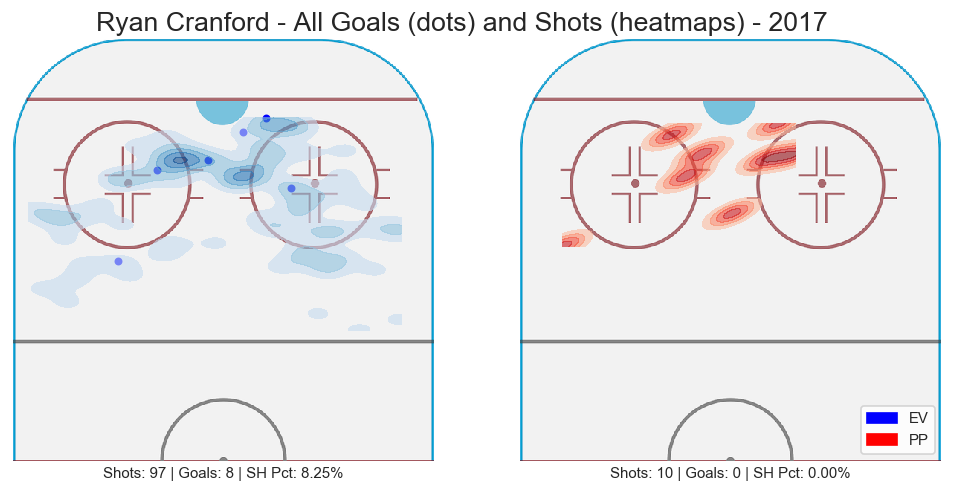 Ryan Cranford - All Goals (dots) and Shots (heatmaps) - 2017
EV
PP
Shots: 97 | Goals: 8 | SH Pct: 8.25%
Shots: 10 | Goals: 0 | SH Pct: 0.00%